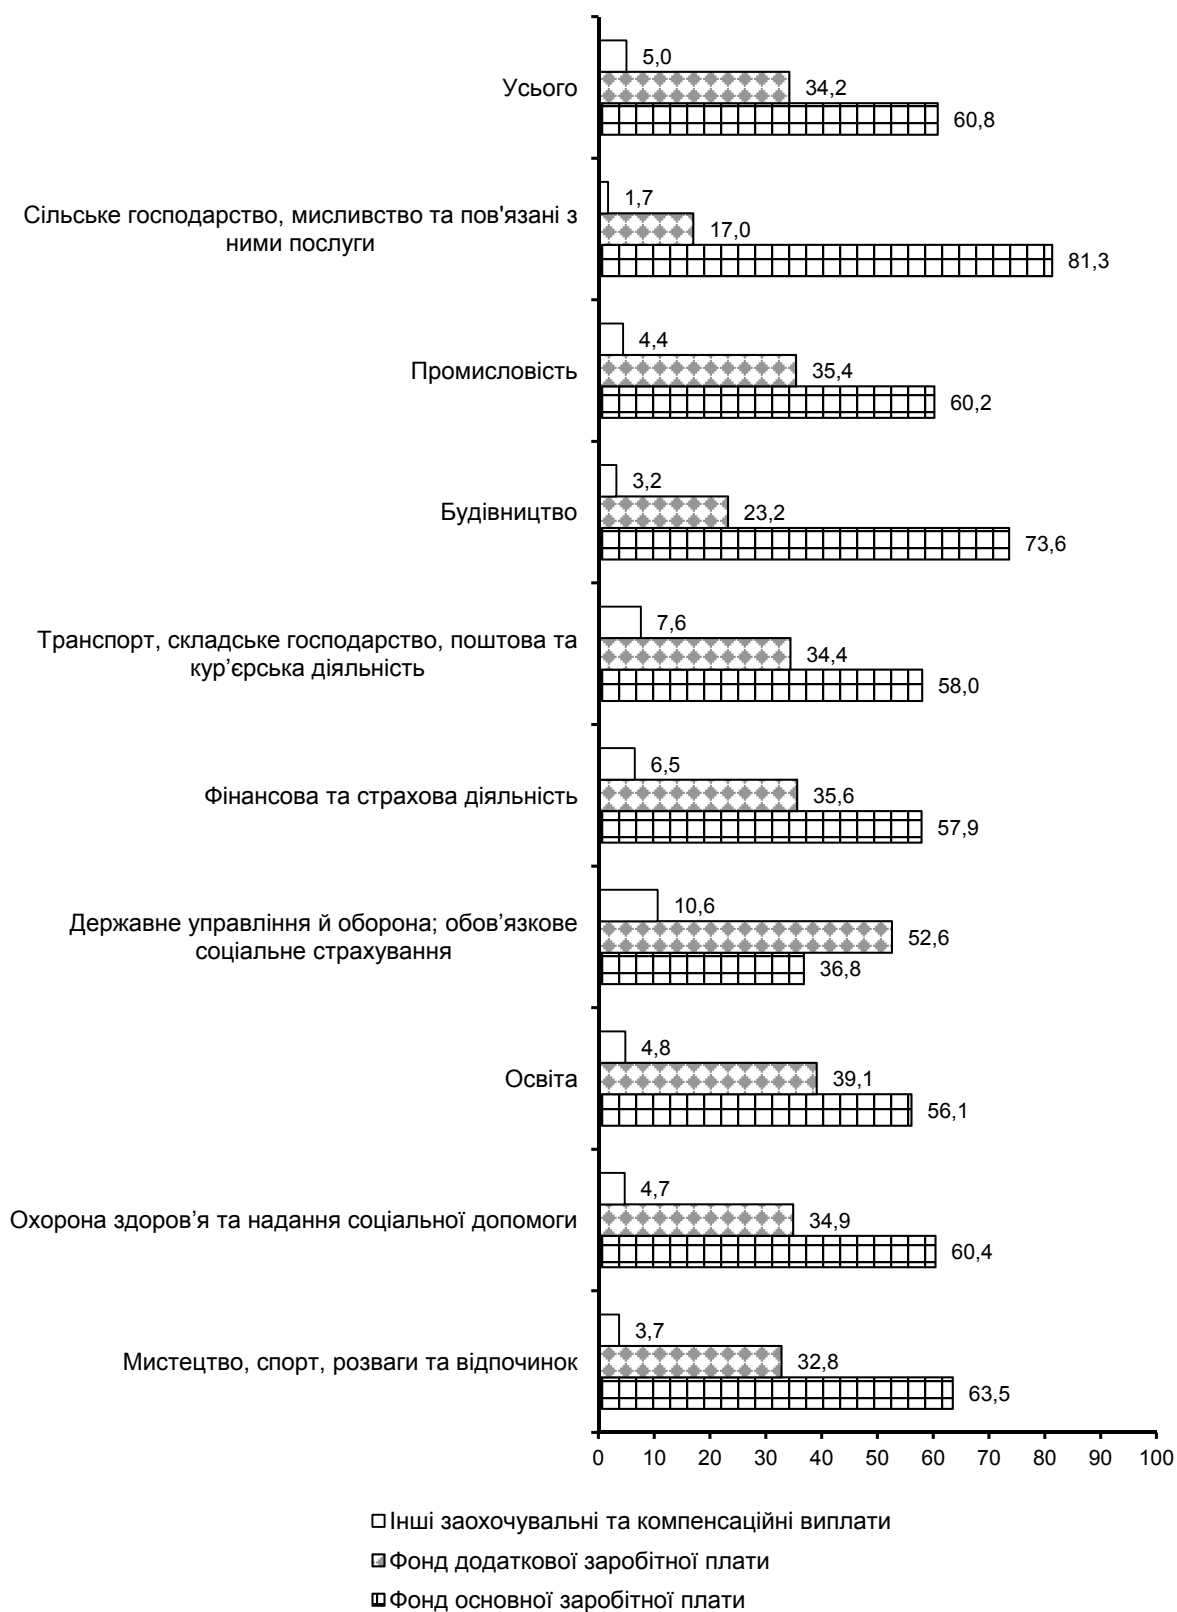 5,0
Усього
34,2
60,8
1,7
Сільське господарство, мисливство та пов'язані з
ними послуги
17,0
81,3
4,4
Промисловість
35,4
60,2
3,2
Будівництво
23,2
73,6
7,6
Транспорт, складське господарство, поштова та
кур’єрська діяльність
34,4
58,0
6,5
Фінансова та страхова діяльність
35,6
57,9
10,6
Державне управління й оборона; обов’язкове
соціальне страхування
52,6
36,8
4,8
Освіта
39,1
56,1
4,7
Охорона здоров’я та надання соціальної допомоги
34,9
60,4
3,7
Мистецтво, спорт, розваги та відпочинок
32,8
63,5
0 10 20 30 40 50 60 70 80 90 100
Інші заохочувальні та компенсаційні виплати
Фонд додаткової заробітної плати
Фонд основної заробітної плати